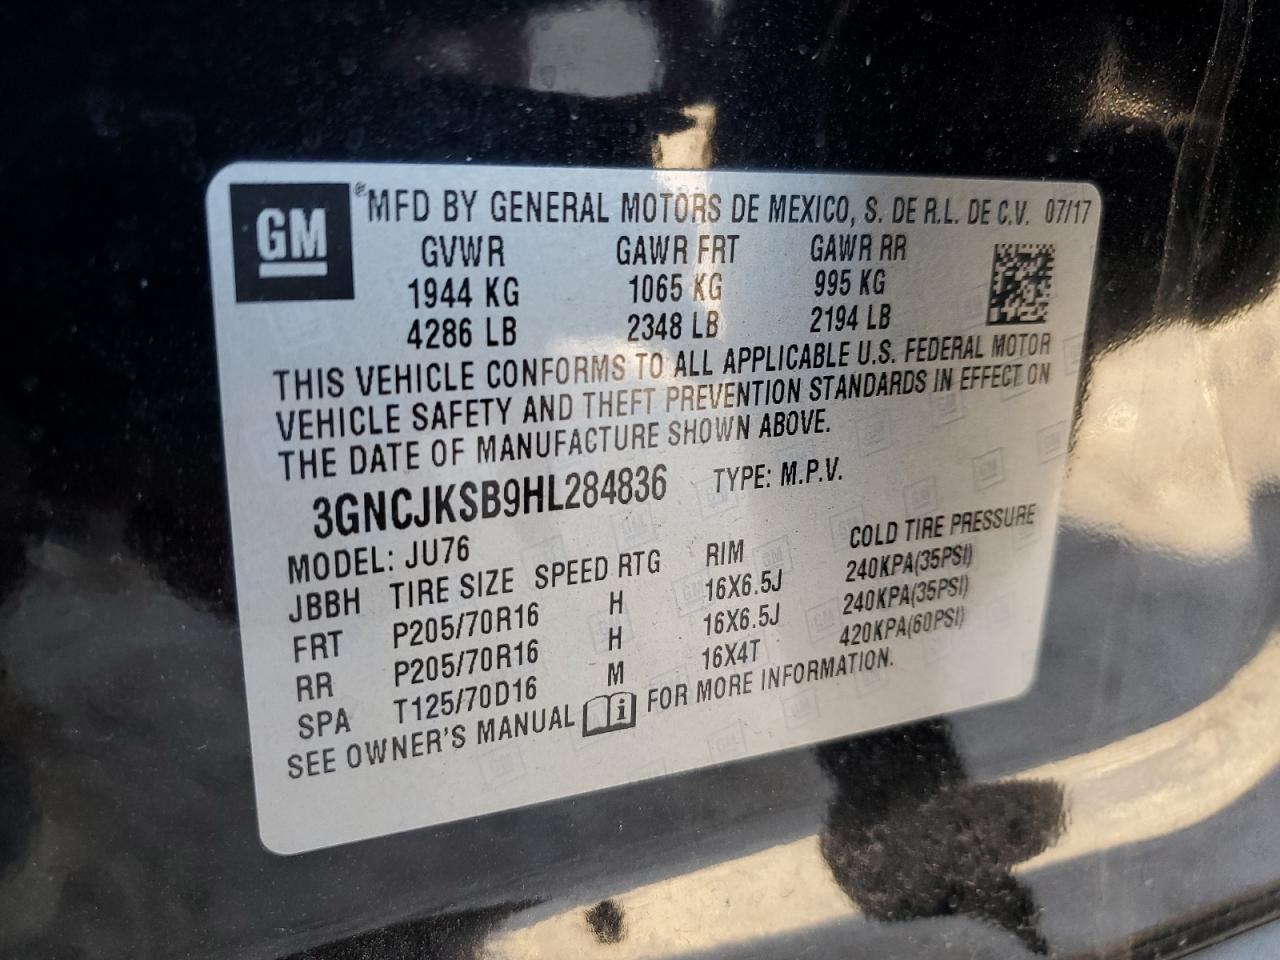 GM
® MFD BY GENERAL MOTORS DE MEXICO, S. DE R.L. DE C.V. 07/17
GVWR GAWR FRT GAWR RR
1944 KG 1065 KG 995 KG
4286 LB 2348 LB 2194 LB
THIS VEHICLE CONFORMS TO ALL APPLICABLE U.S. FEDERAL MOTOR
VEHICLE SAFETY AND THEFT PREVENTION STANDARDS IN EFFECT ON
THE DATE OF MANUFACTURE SHOWN ABOVE.
3GNCJKSB9HL284836 TYPE: M.P.V.
MODEL: JU76
JBBH TIRE SIZE SPEED RTG RIM COLD TIRE PRESSURE
FRT P205/70R16 H 16X6.5J 240KPA(35PSI)
RR P205/70R16 H 16X6.5J 240KPA(35PSI)
SPA T125/70D16 M 16X4T 420KPA(60PSI)
SEE OWNER'S MANUAL i FOR MORE INFORMATION.